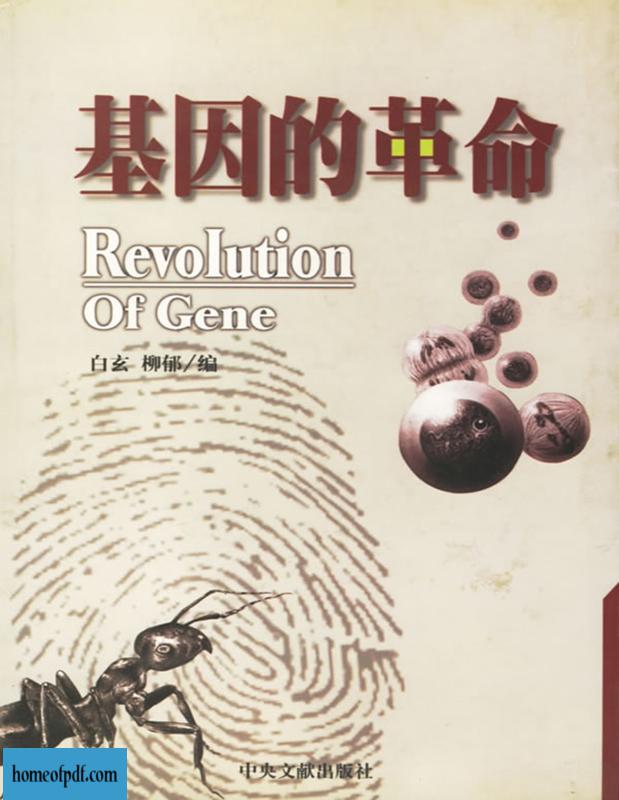 基因的革命
Revolution
Of Gene
白玄 柳郁/编
homeofpdf.com
中央文献出版社